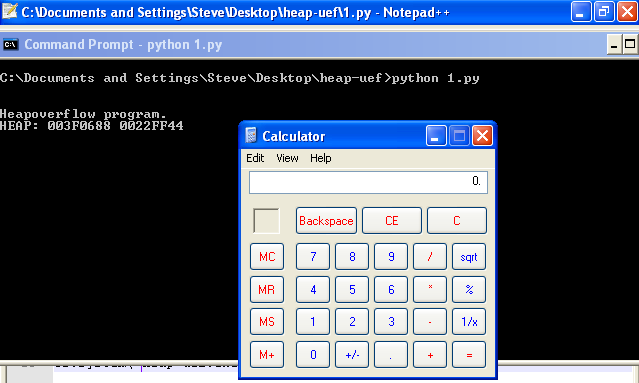 C:\Documents and Settings\Steve\Desktop\heap-uef\1.py - Notepad++
Command Prompt - python 1.py
C:\Documents and Settings\Steve\Desktop\heap-uef>python 1.py
Heapoverflow program.
HEAP: 003F0688 0022FF44
Calculator
Edit View Help
0.
Backspace CE C
MC 7 8 9 / sqrt
MR 4 5 6 * %
MS 1 2 3 - 1/x
M+ 0 +/- . + =